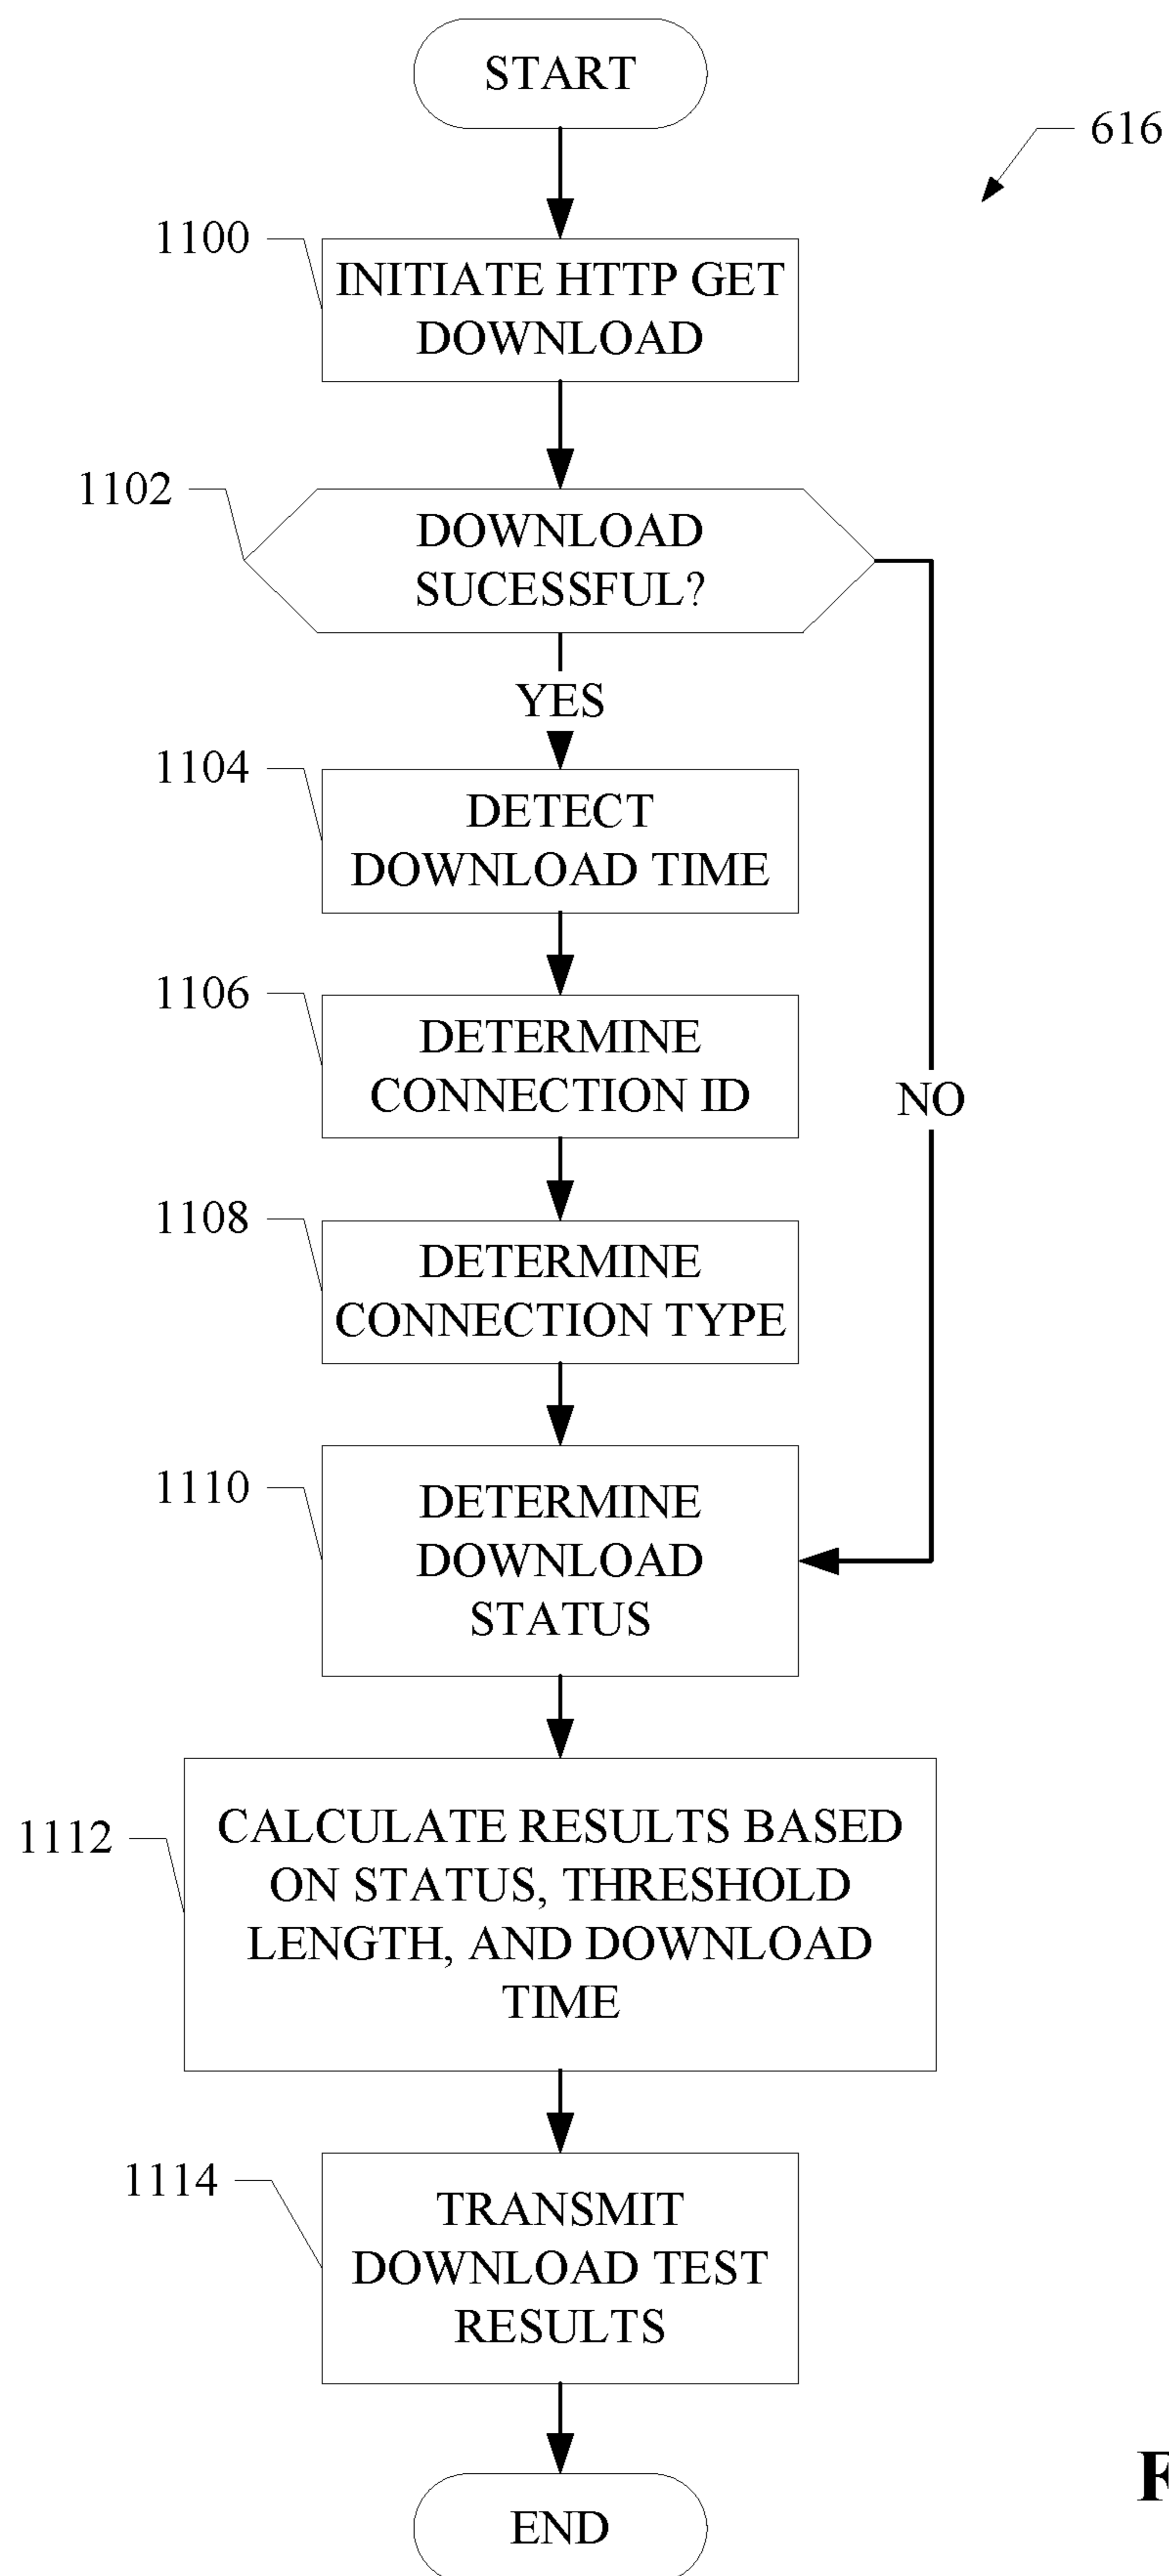 START
616
1100
INITIATE HTTP GET
DOWNLOAD
1102
DOWNLOAD
SUCESSFUL?
YES
1104
DETECT
DOWNLOAD TIME
1106
DETERMINE
CONNECTION ID
NO
1108
DETERMINE
CONNECTION TYPE
1110
DETERMINE
DOWNLOAD
STATUS
1112
CALCULATE RESULTS BASED
ON STATUS, THRESHOLD
LENGTH, AND DOWNLOAD
TIME
1114
TRANSMIT
DOWNLOAD TEST
RESULTS
END